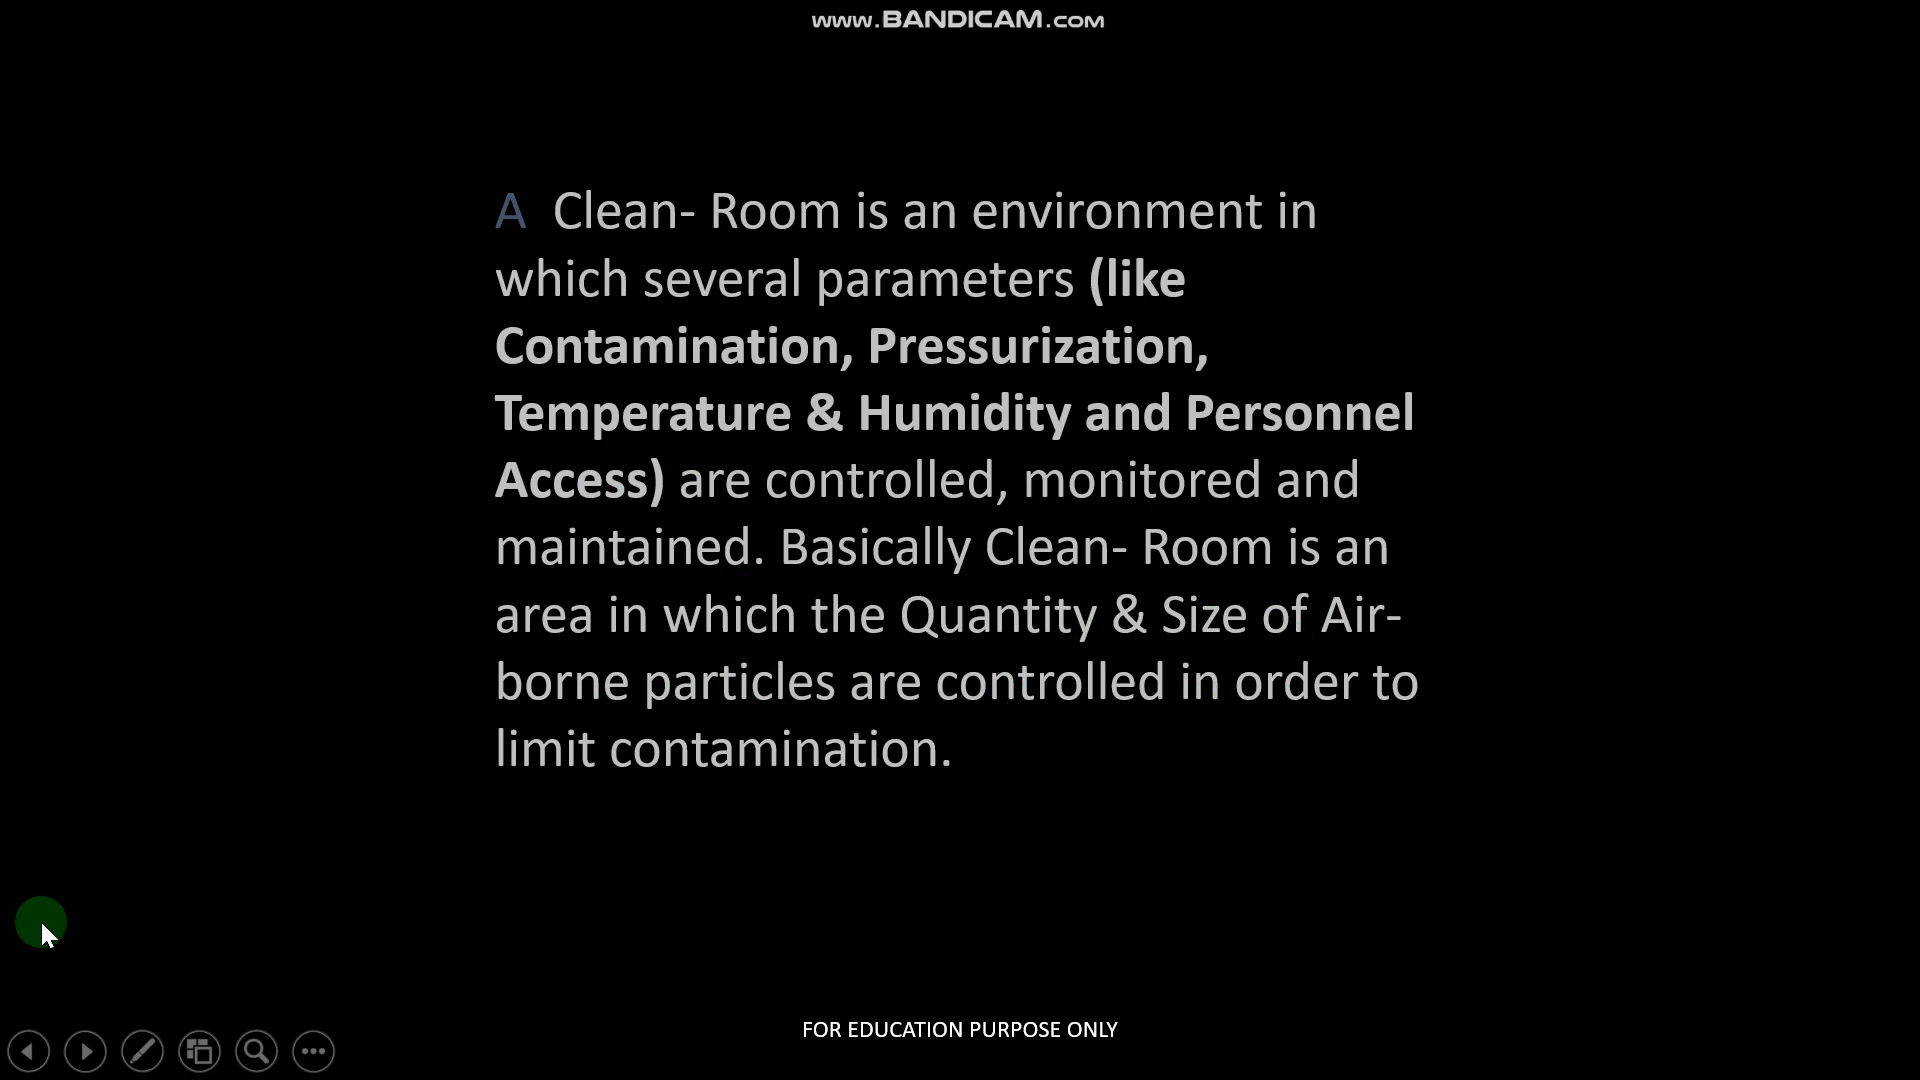 www.BANDICAM.COM
A Clean- Room is an environment in
which several parameters (like
Contamination, Pressurization,
Temperature & Humidity and Personnel
Access) are controlled, monitored and
maintained. Basically Clean- Room is an
area in which the Quantity & Size of Air-
borne particles are controlled in order to
limit contamination.
FOR EDUCATION PURPOSE ONLY